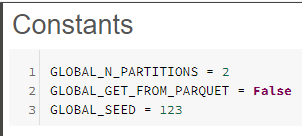 Constants
1 GLOBAL_N_PARTITIONS = 2
2 GLOBAL_GET_FROM_PARQUET = False
3 GLOBAL_SEED = 123